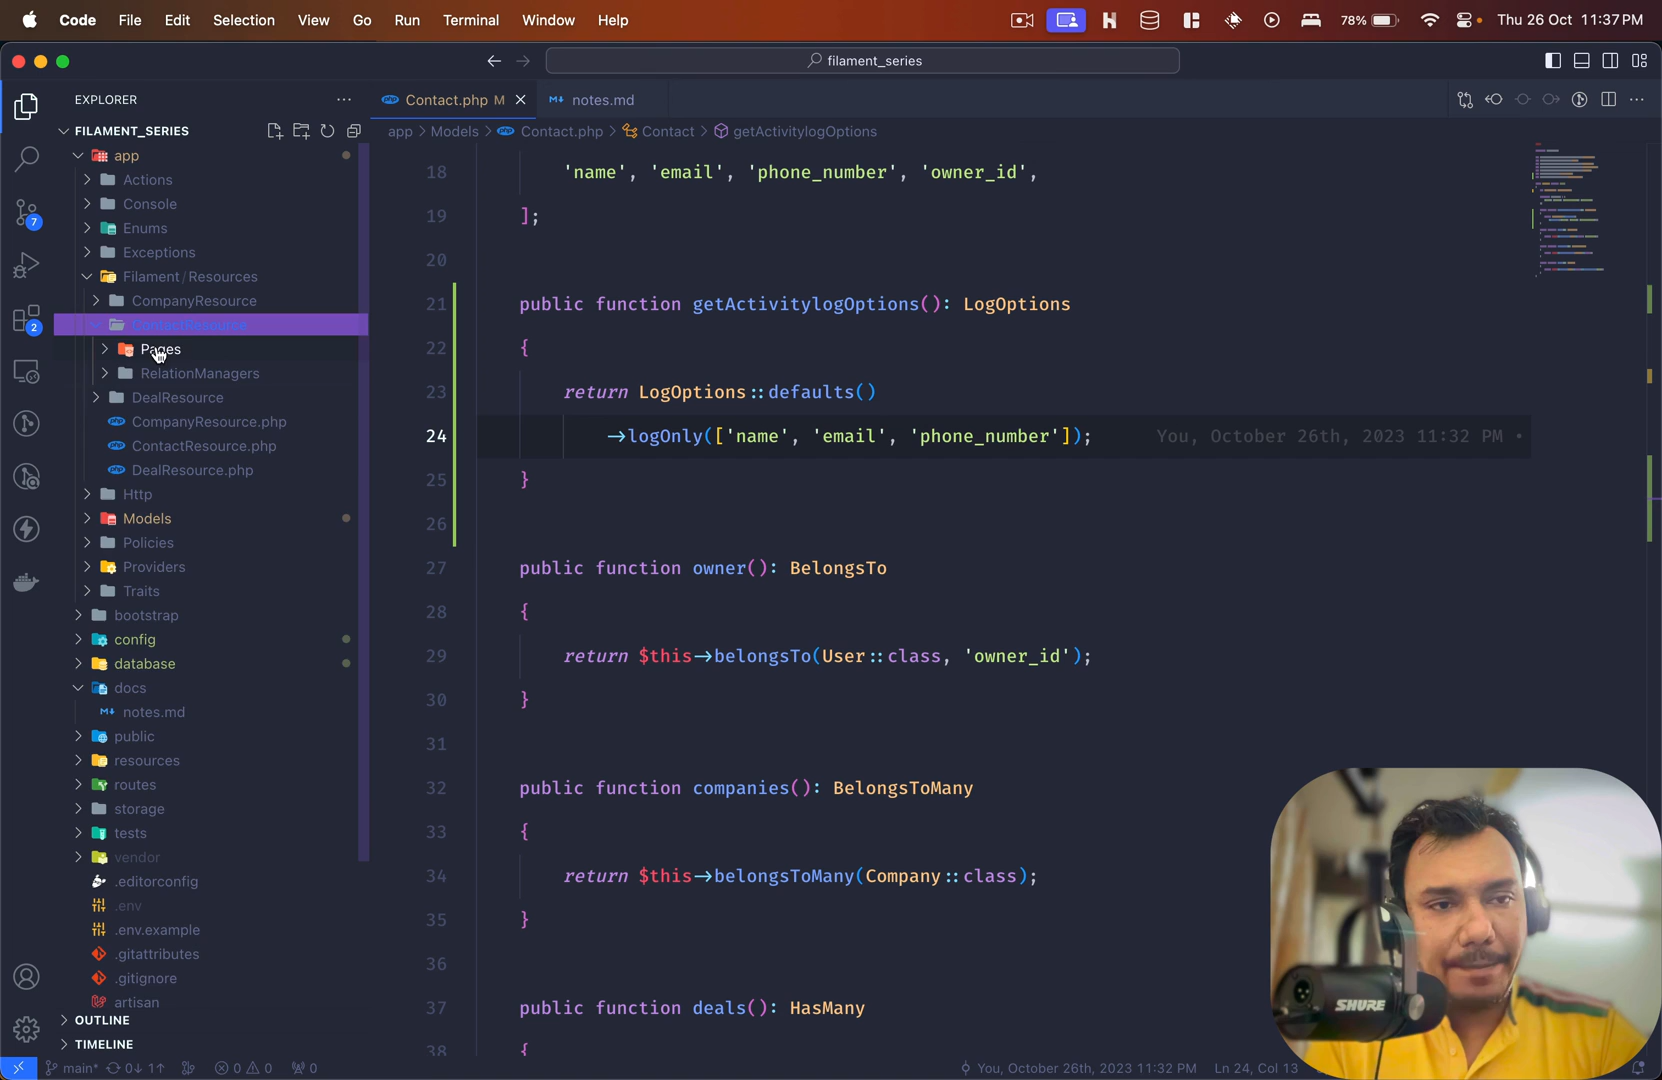 Code File Edit Selection View Go Run Terminal Window Help 78% Thu 26 Oct 11:37 PM
filament_series
EXPLORER
FILAMENT_SERIES
app
Actions
Console
Enums
Exceptions
Filament / Resources
CompanyResource
ContactResource
Pages
RelationManagers
DealResource
CompanyResource.php
ContactResource.php
DealResource.php
Http
Models
Policies
Providers
Traits
bootstrap
config
database
docs
notes.md
public
resources
routes
storage
tests
vendor
.editorconfig
.env
.env.example
.gitattributes
.gitignore
artisan
OUTLINE
TIMELINE
7
2
Contact.php M
notes.md
app > Models > Contact.php > Contact > getActivitylogOptions
18 'name', 'email', 'phone_number', 'owner_id',
19 ];
20
21 public function getActivitylogOptions(): LogOptions
22 {
23 return LogOptions::defaults()
24 ->logOnly(['name', 'email', 'phone_number']); You, October 26th, 2023 11:32 PM •
25 }
26
27 public function owner(): BelongsTo
28 {
29 return $this->belongsTo(User::class, 'owner_id');
30 }
31
32 public function companies(): BelongsToMany
33 {
34 return $this->belongsToMany(Company::class);
35 }
36
37 public function deals(): HasMany
38 {
SHURE
main* 0↓ 1↑ 0 0 0 You, October 26th, 2023 11:32 PM Ln 24, Col 13